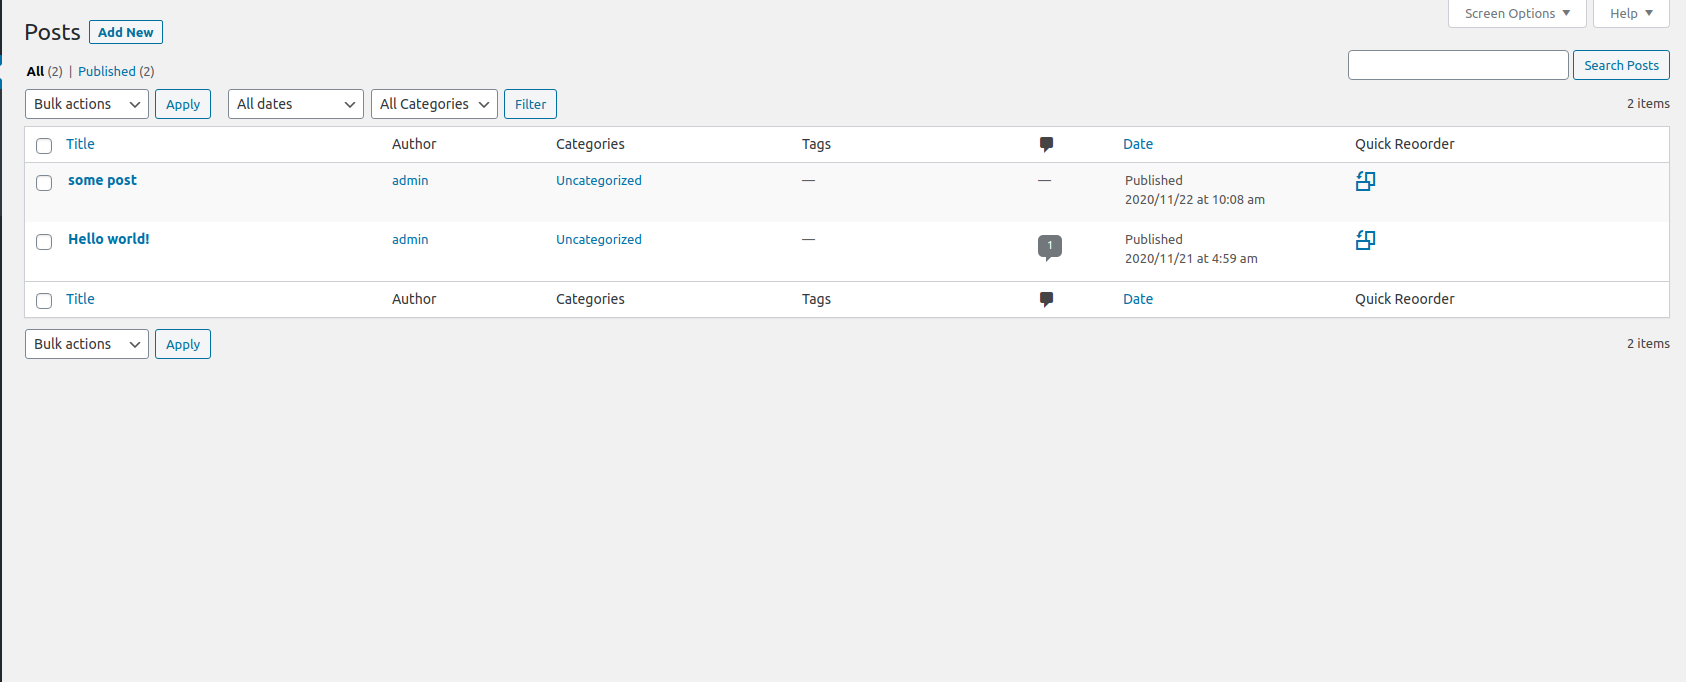 Screen Options ▼ Help ▼
Posts Add New
All (2) | Published (2)
Search Posts
Bulk actions Apply All dates All Categories Filter 2 items
Title Author Categories Tags Date Quick Reoorder
some post admin Uncategorized — — Published
2020/11/22 at 10:08 am
Hello world! admin Uncategorized — 1 Published
2020/11/21 at 4:59 am
Title Author Categories Tags Date Quick Reoorder
Bulk actions Apply 2 items